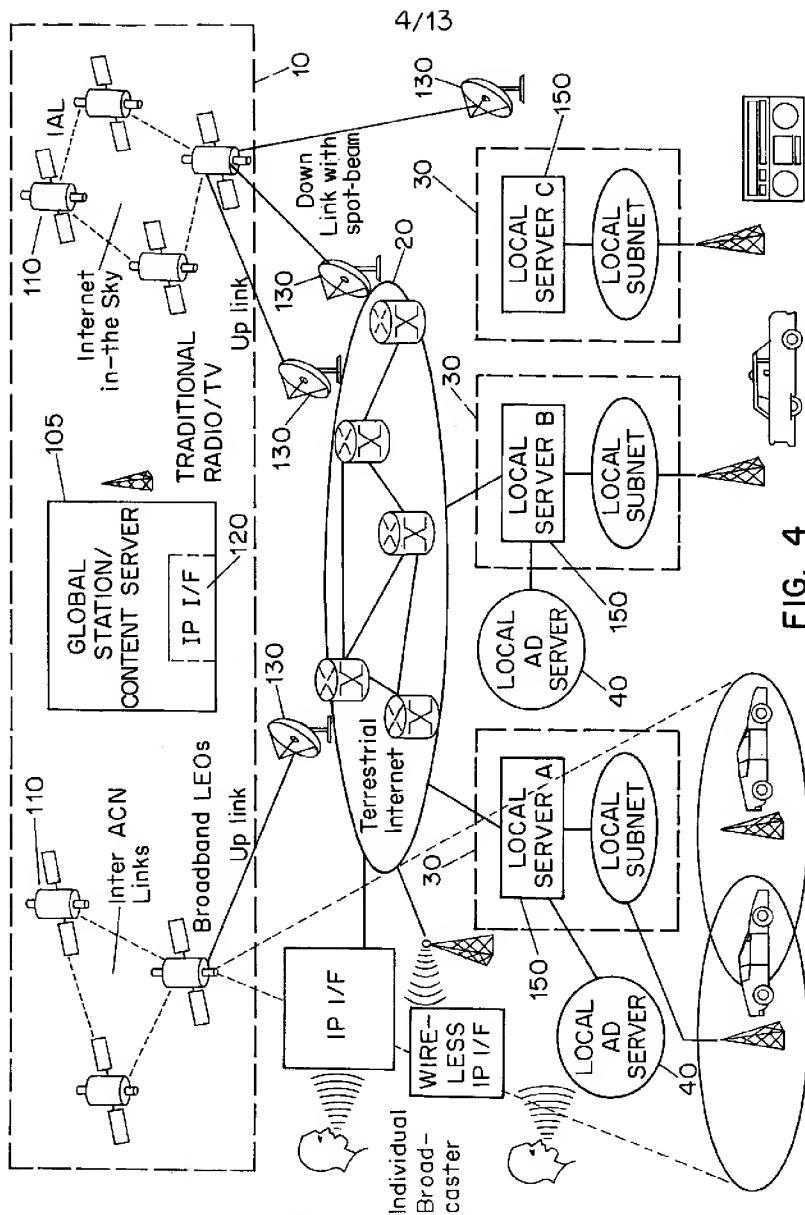 4/13
10
110
IAL
Internet
in-the Sky
TRADITIONAL
RADIO/TV
105
GLOBAL
STATION/
CONTENT SERVER
IP I/F
120
110
Inter ACN
Links
Broadband LEOs
Up link
Up link
Down
Link with
spot-beam
130
130
130
130
20
Terrestrial
Internet
IP I/F
WIRE-
LESS
IP I/F
Individual
Broad-
caster
30
LOCAL
SERVER A
150
LOCAL
SUBNET
LOCAL
AD
SERVER
40
30
LOCAL
SERVER B
150
LOCAL
SUBNET
LOCAL
AD
SERVER
40
30
LOCAL
SERVER C
150
LOCAL
SUBNET
FIG. 4